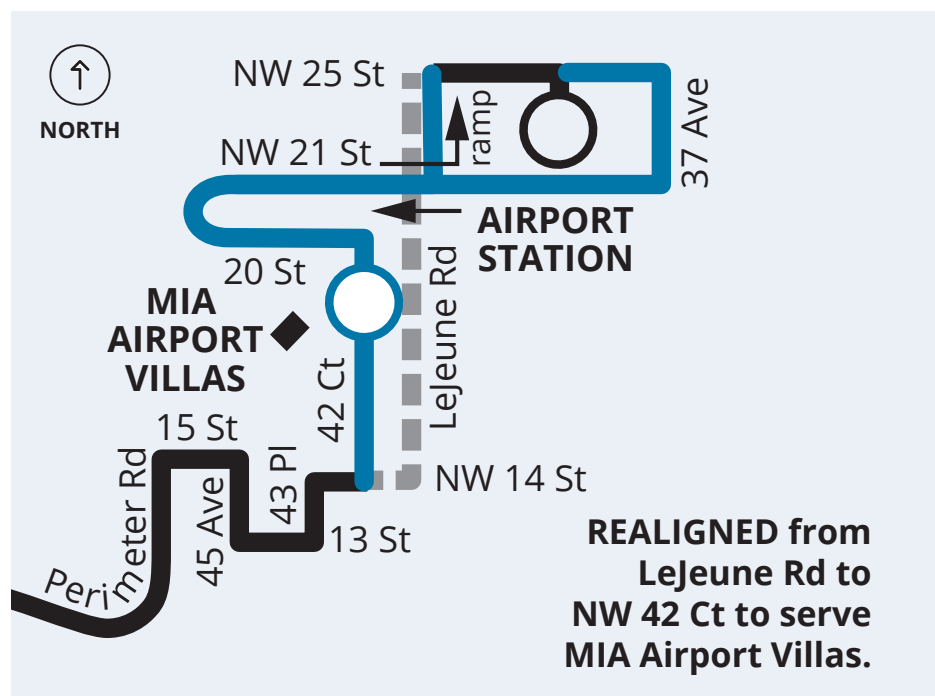 NORTH
NW 25 St
NW 21 St
ramp
37 Ave
AIRPORT
STATION
20 St
MIA
AIRPORT
VILLAS
42 Ct
LeJeune Rd
15 St
Perimeter Rd
45 Ave
43 Pl
13 St
NW 14 St
REALIGNED from
LeJeune Rd to
NW 42 Ct to serve
MIA Airport Villas.